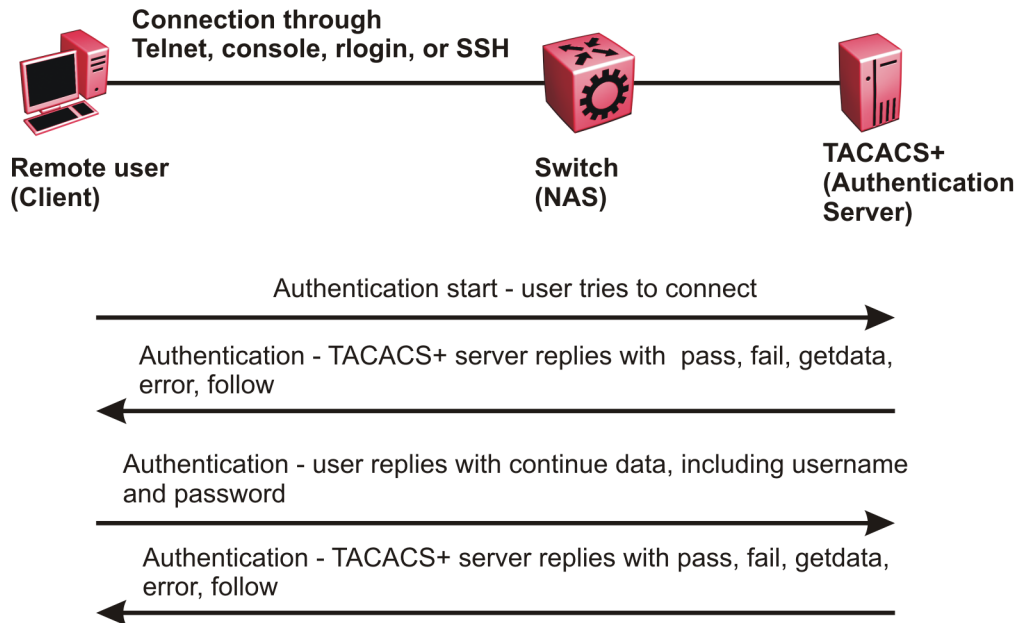 Connection through
Telnet, console, rlogin, or SSH
Remote user
(Client)
Switch
(NAS)
TACACS+
(Authentication
Server)
Authentication start - user tries to connect
Authentication - TACACS+ server replies with pass, fail, getdata,
error, follow
Authentication - user replies with continue data, including username
and password
Authentication - TACACS+ server replies with pass, fail, getdata,
error, follow